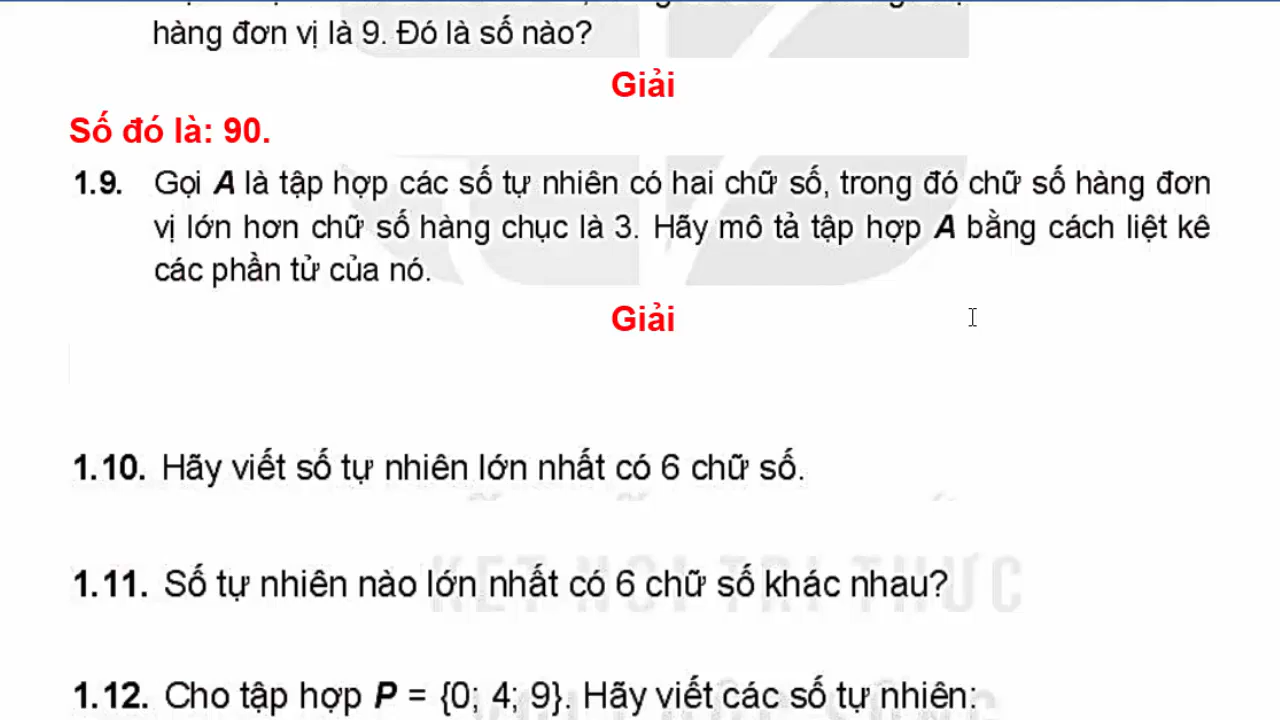 hàng đơn vị là 9. Đó là số nào?
Giải
Số đó là: 90.
1.9. Gọi A là tập hợp các số tự nhiên có hai chữ số, trong đó chữ số hàng đơn
vị lớn hơn chữ số hàng chục là 3. Hãy mô tả tập hợp A bằng cách liệt kê
các phần tử của nó.
Giải
1.10. Hãy viết số tự nhiên lớn nhất có 6 chữ số.
KẾT NỐI TRI THỨC
1.11. Số tự nhiên nào lớn nhất có 6 chữ số khác nhau?
1.12. Cho tập hợp P = {0; 4; 9}. Hãy viết các số tự nhiên: